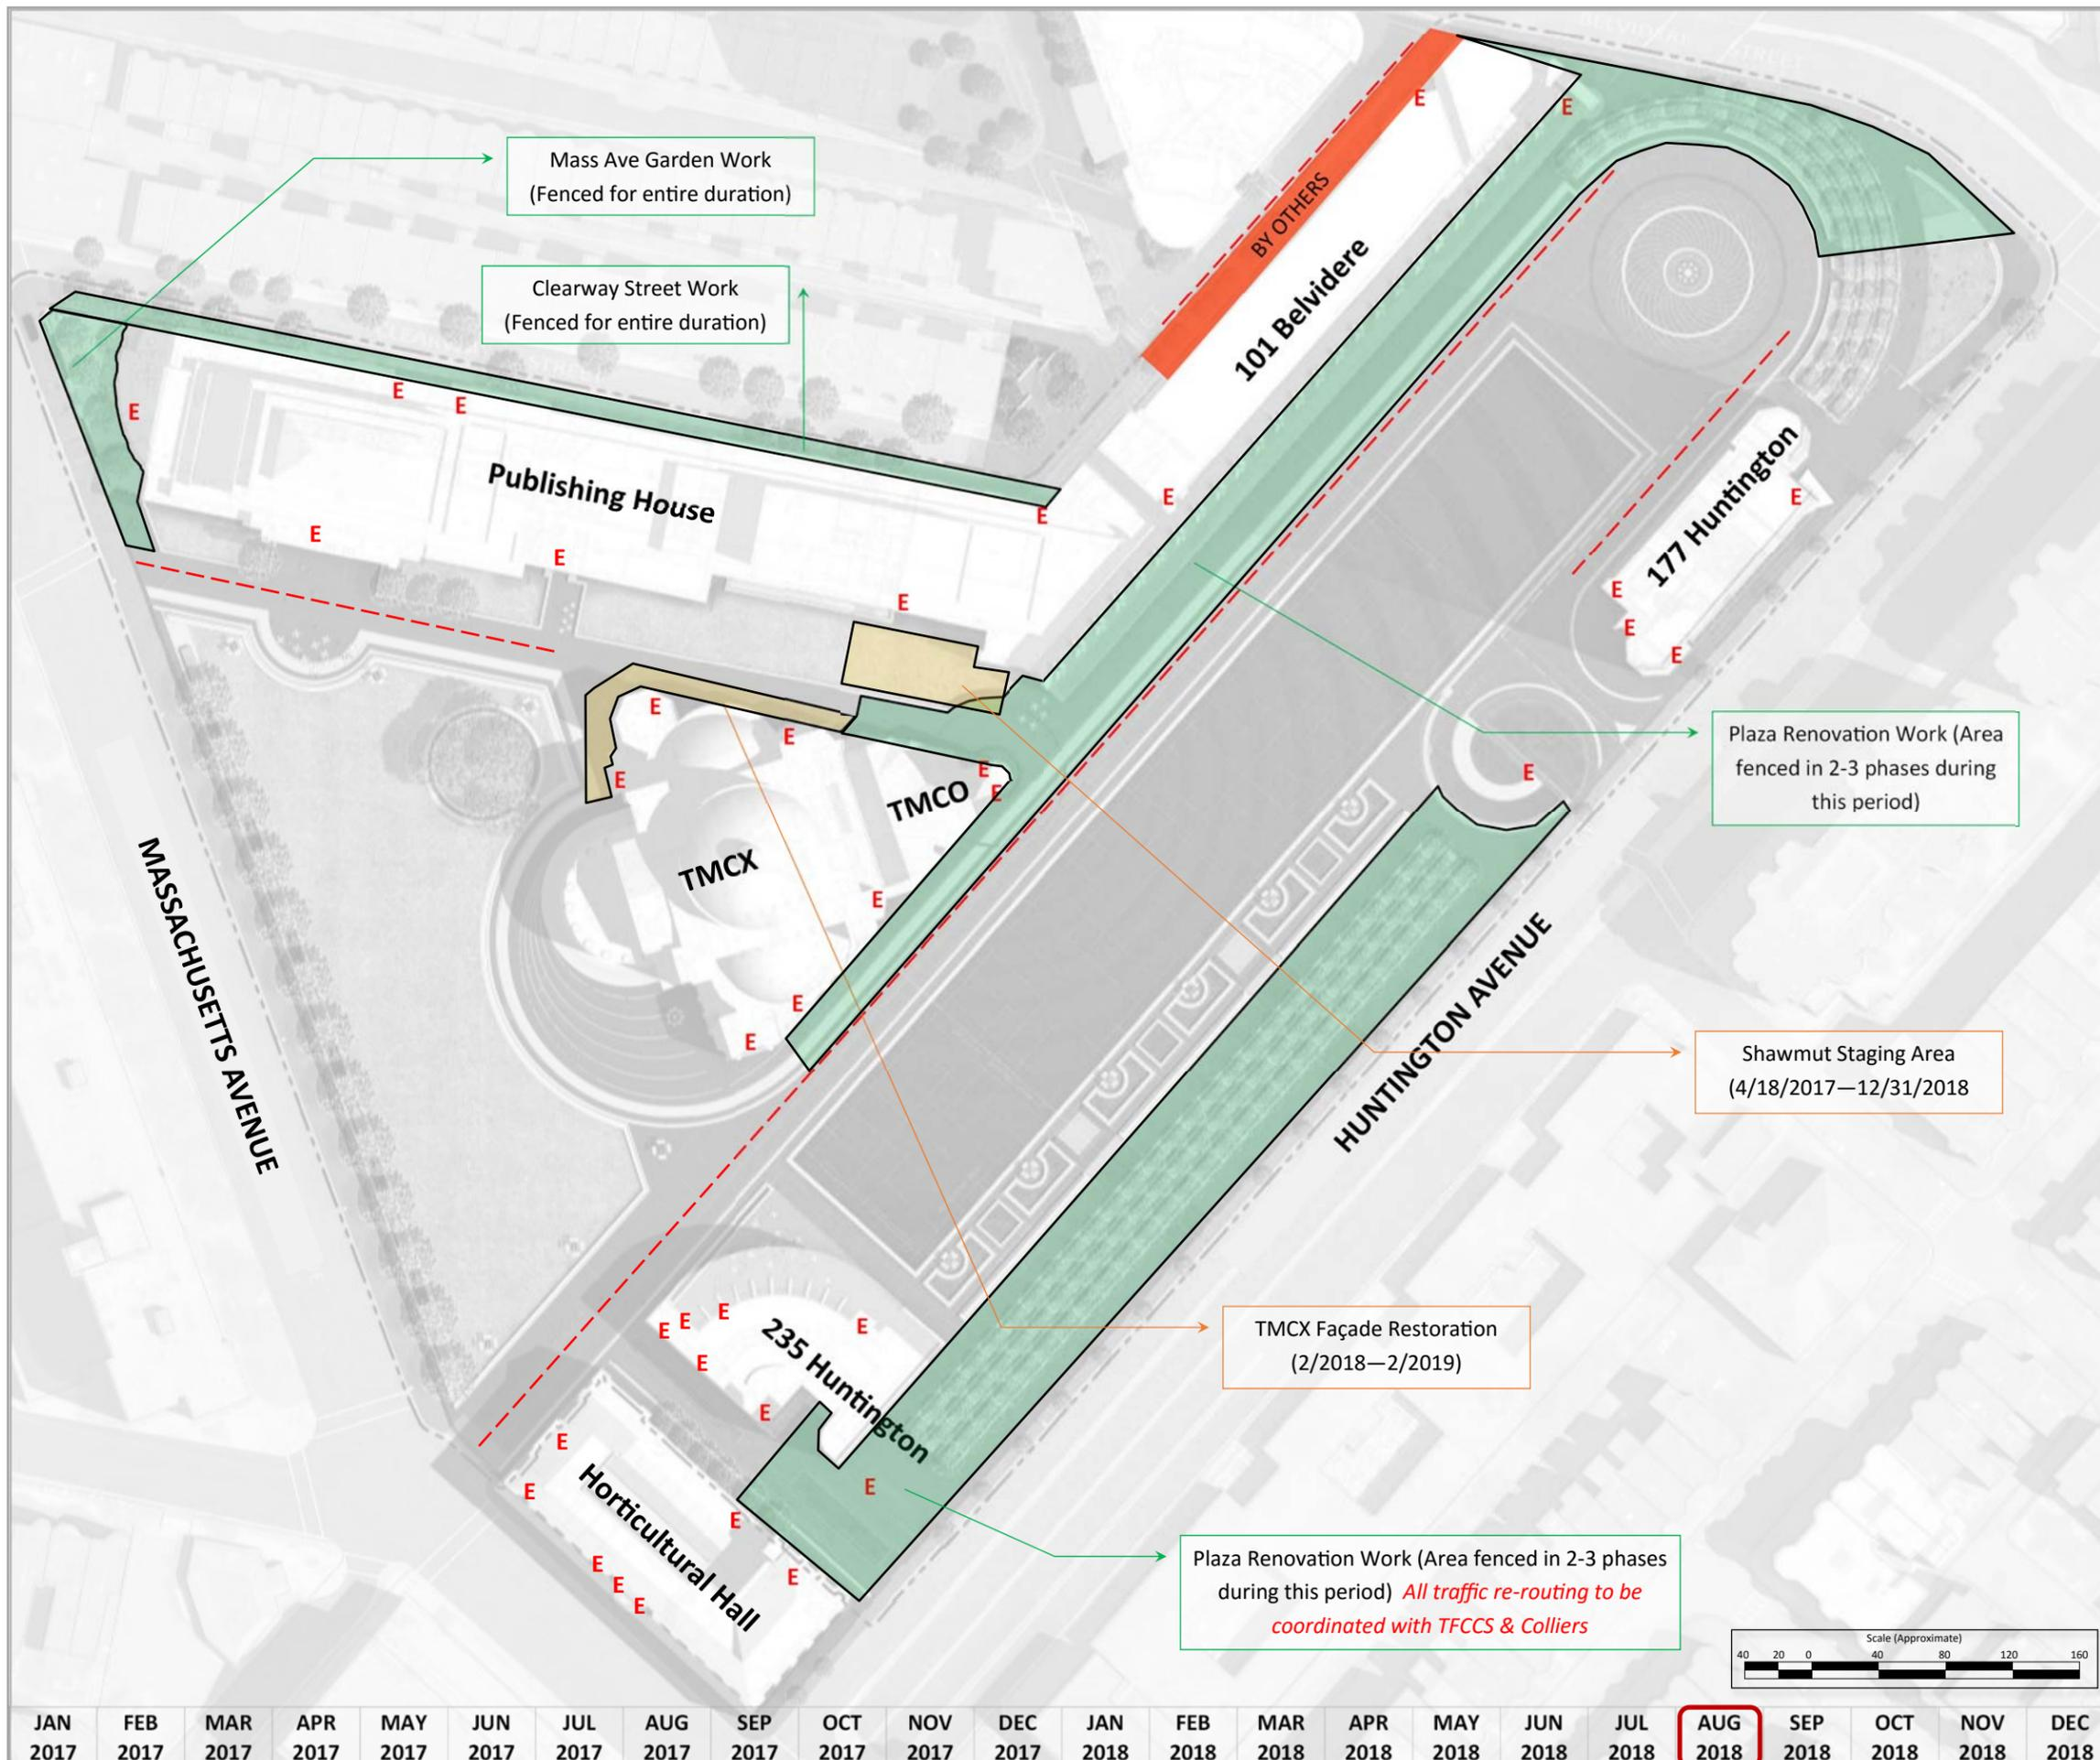 BELVIDERE STREET
E
E
Mass Ave Garden Work
(Fenced for entire duration)
BY OTHERS
101 Belvidere
Clearway Street Work
(Fenced for entire duration)
E
E
E
E
E
E
Publishing House
E
E
E
177 Huntington
E
E
E
E
E
E
E
E
E
E
E
TMCO
TMCX
E
E
E
Plaza Renovation Work (Area
fenced in 2-3 phases during
this period)
MASSACHUSETTS AVENUE
HUNTINGTON AVENUE
Shawmut Staging Area
(4/18/2017—12/31/2018
TMCX Façade Restoration
(2/2018—2/2019)
E
E
E
E
E
E
235 Huntington
E
E
E
E
E
E
E
E
Horticultural Hall
Plaza Renovation Work (Area fenced in 2-3 phases
during this period) All traffic re-routing to be
coordinated with TFCCS & Colliers
Scale (Approximate)
40 20 0 40 80 120 160
JAN FEB MAR APR MAY JUN JUL AUG SEP OCT NOV DEC JAN FEB MAR APR MAY JUN JUL AUG SEP OCT NOV DEC
2017 2017 2017 2017 2017 2017 2017 2017 2017 2017 2017 2017 2018 2018 2018 2018 2018 2018 2018 2018 2018 2018 2018 2018